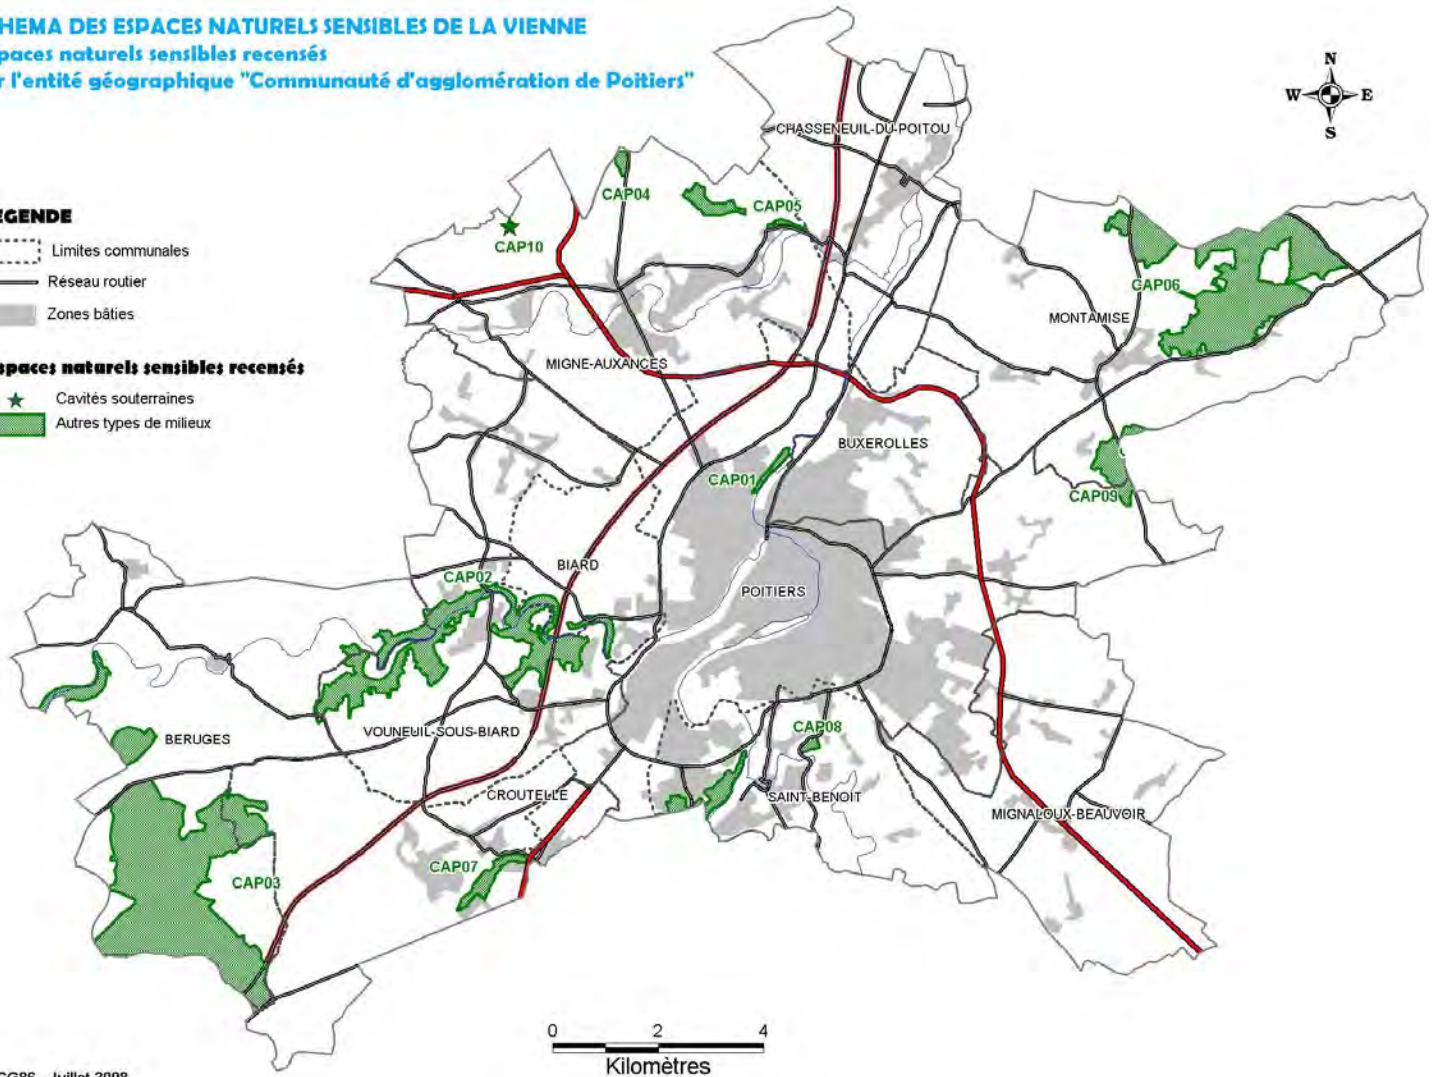 HEMA DES ESPACES NATURELS SENSIBLES DE LA VIENNE
paces naturels sensibles recensés
r l'entité géographique "Communauté d'agglomération de Poitiers"
N
W E
S
CHASSENEUIL-DU-POITOU
CAP04
CAP05
CAP10
EGENDE
Limites communales
Réseau routier
Zones bâties
spaces naturels sensibles recensés
Cavités souterraines
Autres types de milieux
CAP06
MONTAMISE
MIGNE-AUXANCES
BUXEROLLES
CAP01
CAP09
BIARD
CAP02
POITIERS
BERUGES
VOUNEUIL-SOUS-BIARD
CAP08
CROUTELLE
SAINT-BENOIT
MIGNALOUX-BEAUVOIR
CAP07
CAP03
0 2 4
Kilomètres
CG86 - Juillet 2008